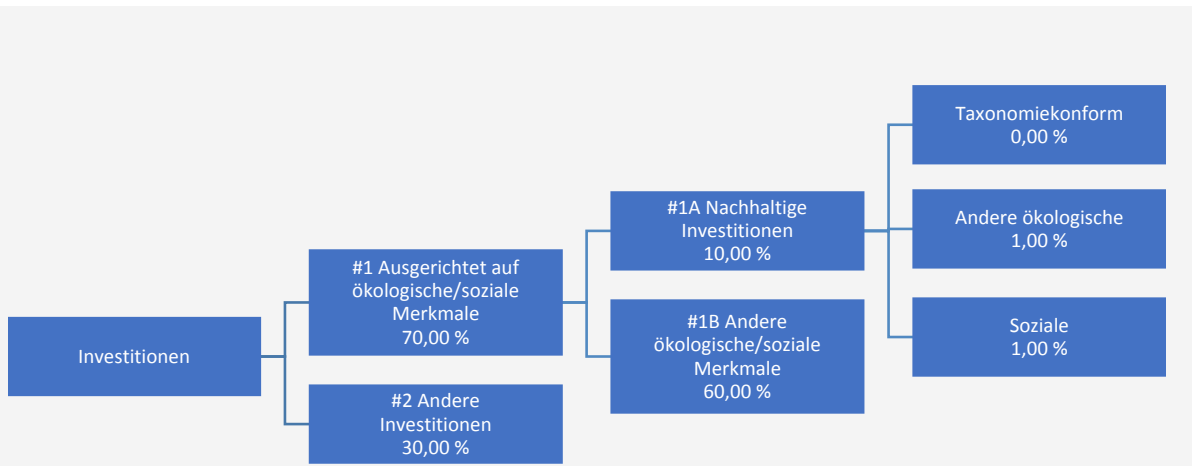 Investitionen
#1 Ausgerichtet auf
ökologische/soziale
Merkmale
70,00 %
#2 Andere
Investitionen
30,00 %
#1A Nachhaltige
Investitionen
10,00 %
#1B Andere
ökologische/soziale
Merkmale
60,00 %
Taxonomiekonform
0,00 %
Andere ökologische
1,00 %
Soziale
1,00 %